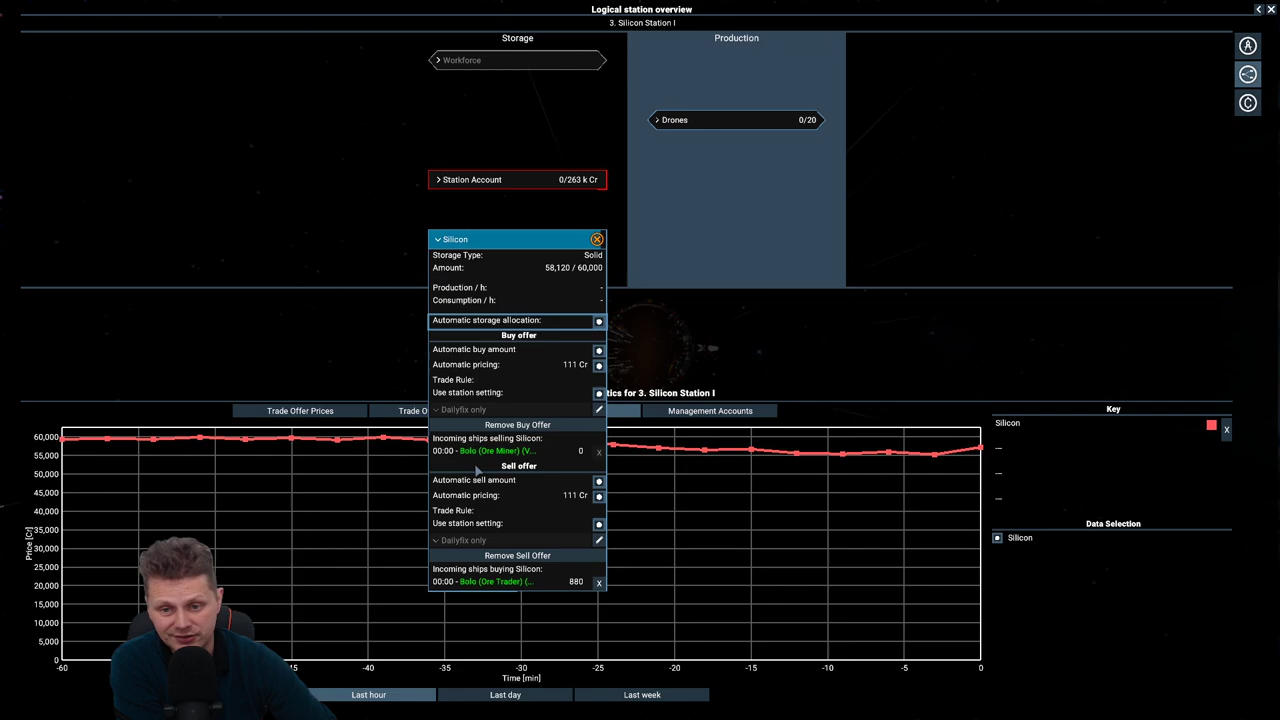 Logical station overview
3. Silicon Station I
Storage
Production
Workforce
Drones 0/20
Station Account 0/263 k Cr
Silicon
Storage Type: Solid
Amount: 58,120 / 60,000
Production / h: -
Consumption / h: -
Automatic storage allocation:
Buy offer
Automatic buy amount
Automatic pricing: 111 Cr
Trade Rule:
Use station setting:
Dailyfix only
Remove Buy Offer
Incoming ships selling Silicon:
00:00 - Bolo (Ore Miner) (V... 0 x
Sell offer
Automatic sell amount
Automatic pricing: 111 Cr
Trade Rule:
Use station setting:
Dailyfix only
Remove Sell Offer
Incoming ships buying Silicon:
00:00 - Bolo (Ore Trader) (... 880 X
tics for 3. Silicon Station I
Trade Offer Prices
Trade O
Management Accounts
Key
Silicon
X
Data Selection
Silicon
Price [Cr]
60,000
55,000
50,000
45,000
40,000
35,000
30,000
25,000
20,000
15,000
10,000
5,000
0
-60
45
-40
-35
-30
-25
-20
-15
-10
-5
0
Time [min]
Last hour
Last day
Last week